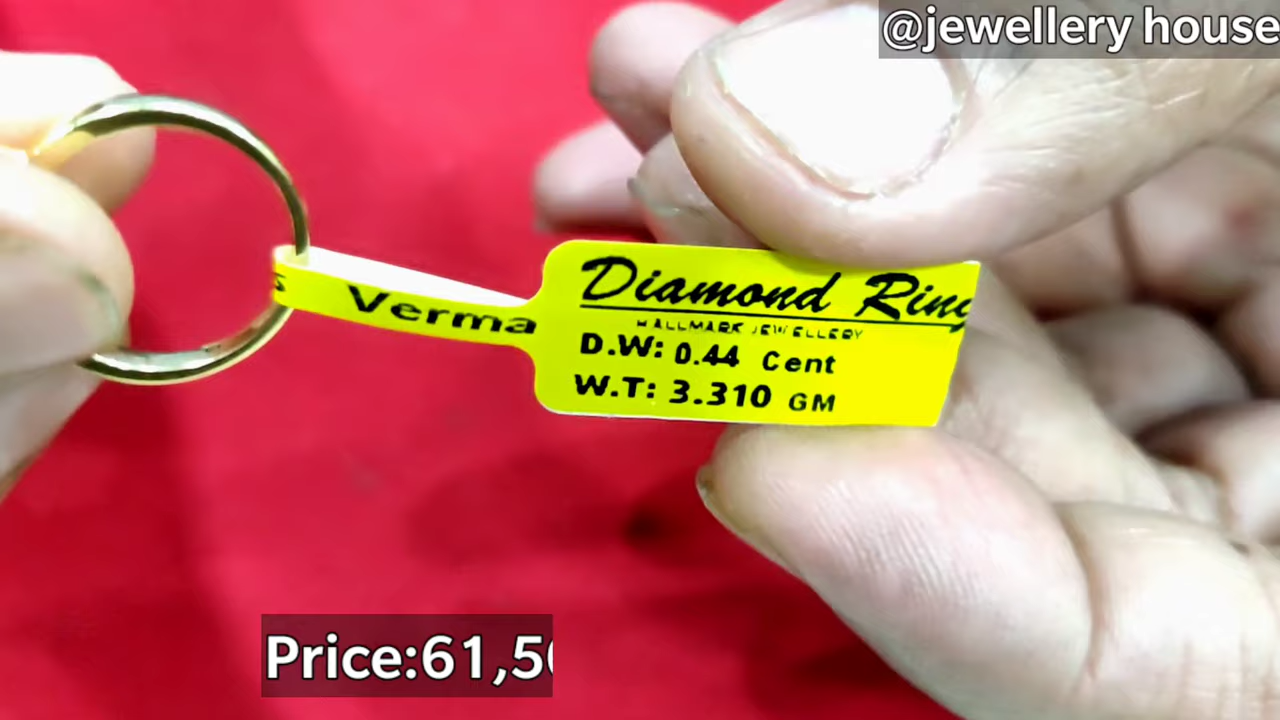 @jewellery house
Diamond Ring
HALLMARK JEWELLERY
D.W: 0.44 Cent
W.T: 3.310 GM
Verma
Price:61,5